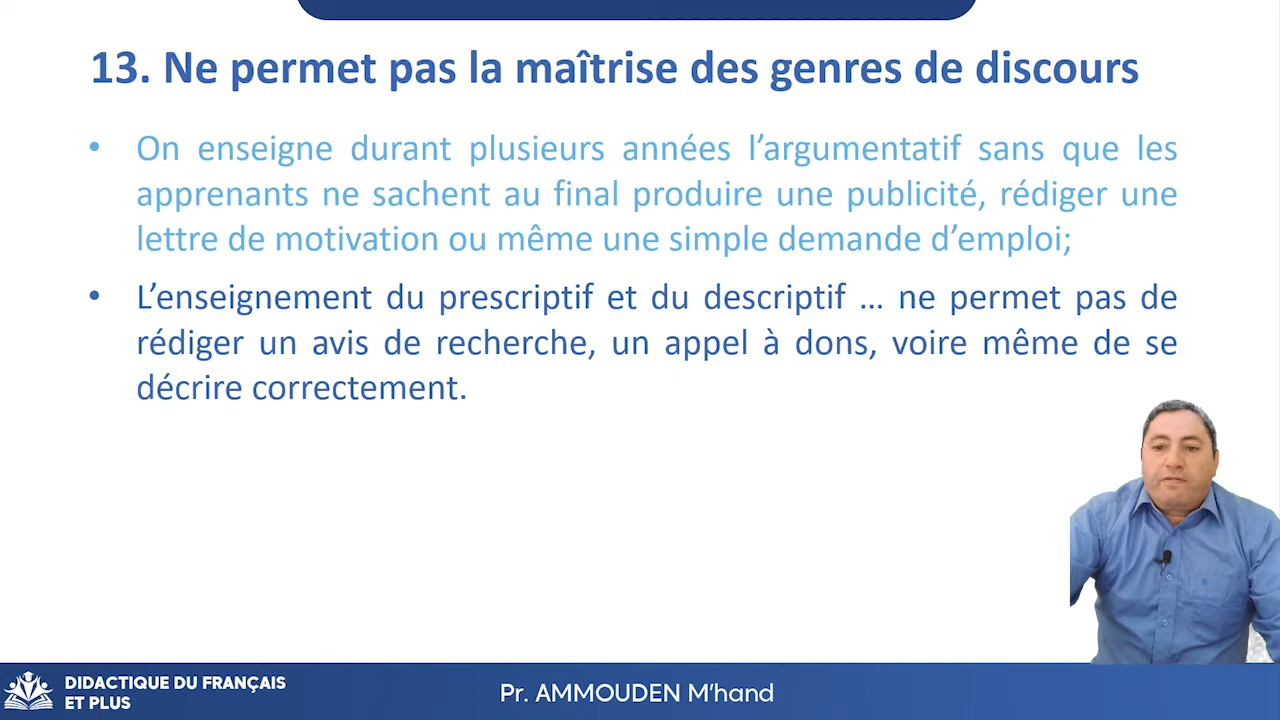 13. Ne permet pas la maîtrise des genres de discours
• On enseigne durant plusieurs années l’argumentatif sans que les
apprenants ne sachent au final produire une publicité, rédiger une
lettre de motivation ou même une simple demande d’emploi;
• L’enseignement du prescriptif et du descriptif … ne permet pas de
rédiger un avis de recherche, un appel à dons, voire même de se
décrire correctement.
DIDACTIQUE DU FRANÇAIS
ET PLUS
Pr. AMMOUDEN M’hand